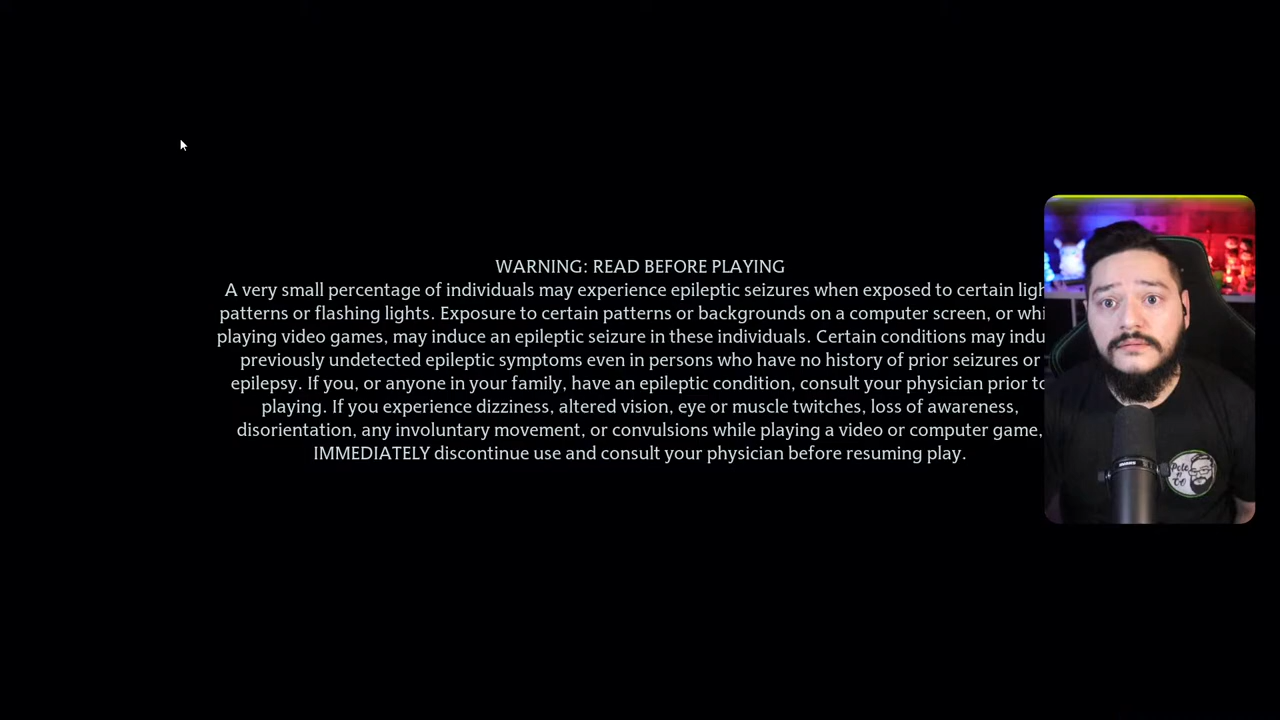 WARNING: READ BEFORE PLAYING
A very small percentage of individuals may experience epileptic seizures when exposed to certain
patterns or flashing lights. Exposure to certain patterns or backgrounds on a computer screen, or
playing video games, may induce an epileptic seizure in these individuals. Certain conditions may
previously undetected epileptic symptoms even in persons who have no history of prior seizures or
epilepsy. If you, or anyone in your family, have an epileptic condition, consult your physician prior to
playing. If you experience dizziness, altered vision, eye or muscle twitches, loss of awareness,
disorientation, any involuntary movement, or convulsions while playing a video or computer game,
IMMEDIATELY discontinue use and consult your physician before resuming play.